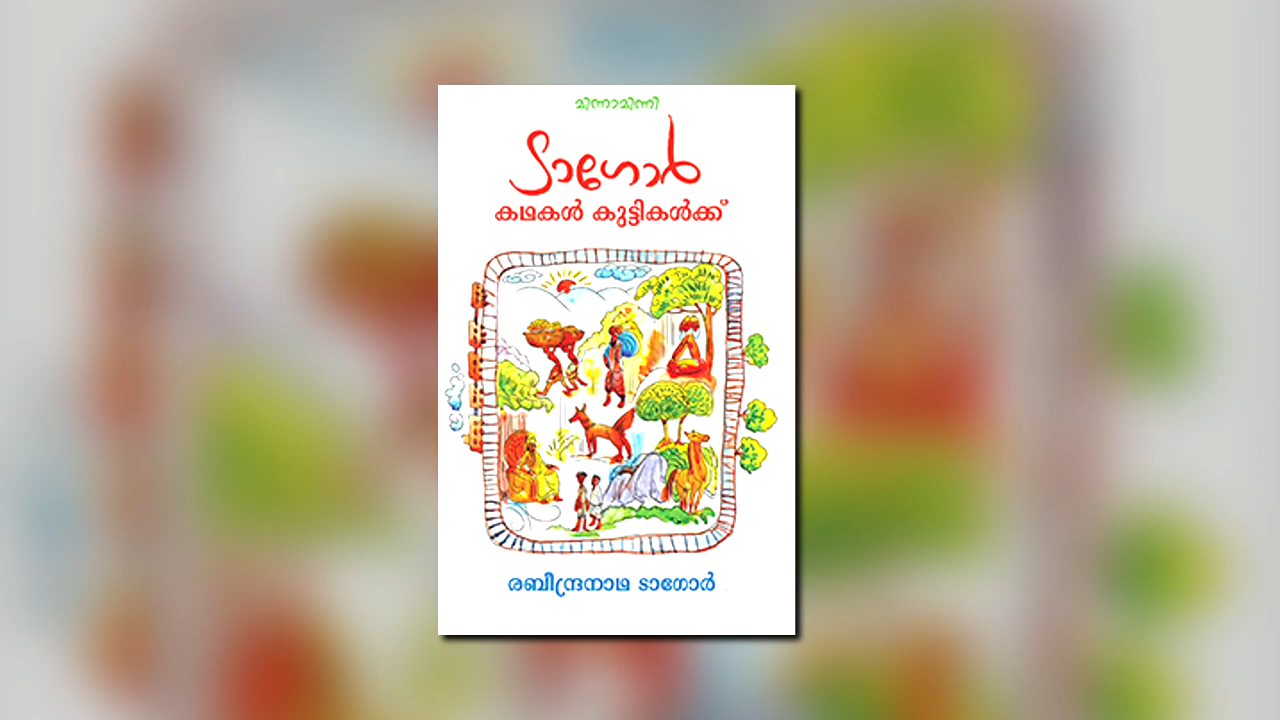 മിന്നാമിന്നി
ടാഗോർ
കഥകൾ കുട്ടികൾക്ക്
രബീന്ദ്രനാഥ ടാഗോർ